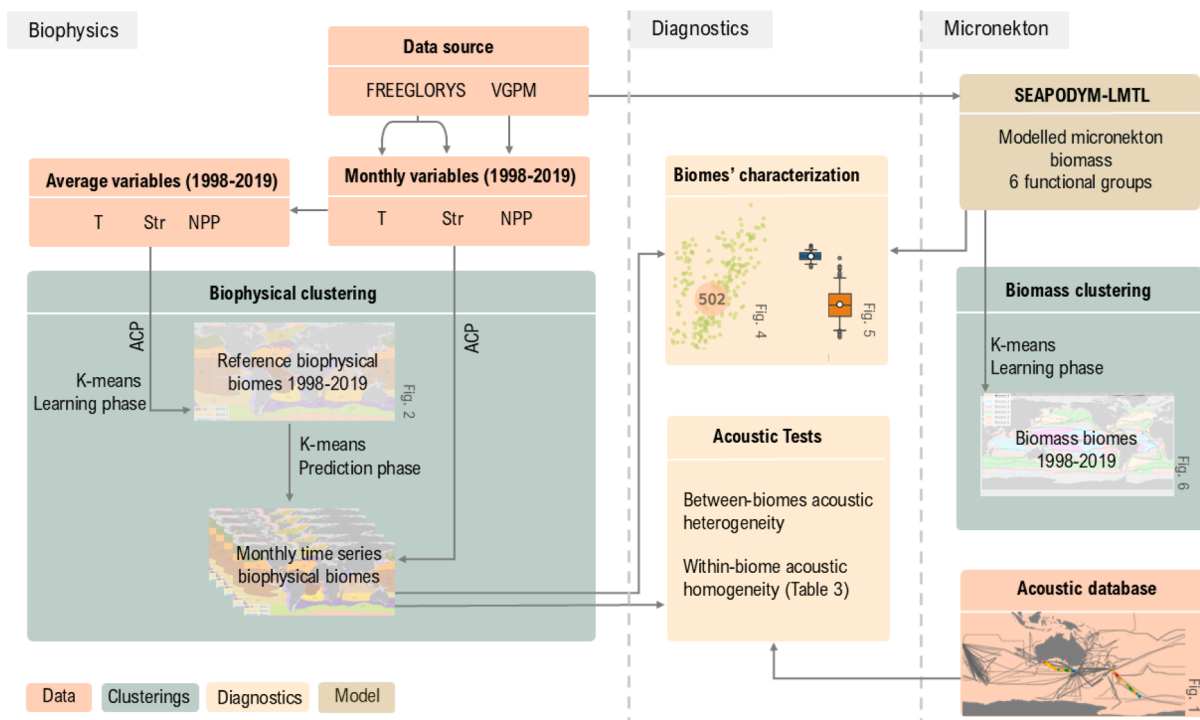 Biophysics
Diagnostics
Micronekton
Data source
FREEGLORYS VGPM
SEAPODYM-LMTL
Modelled micronekton
biomass
6 functional groups
Average variables (1998-2019)
T Str NPP
Monthly variables (1998-2019)
T Str NPP
Biomes' characterization
502
Fig. 4
Fig. 5
Biophysical clustering
ACP
ACP
Reference biophysical
biomes 1998-2019
Fig. 2
K-means
Learning phase
K-means
Prediction phase
Monthly time series
biophysical biomes
Biomass clustering
K-means
Learning phase
Biomass biomes
1998-2019
Fig. 6
Acoustic Tests
Between-biomes acoustic
heterogeneity
Within-biome acoustic
homogeneity (Table 3)
Acoustic database
Fig. 1
Data
Clusterings
Diagnostics
Model